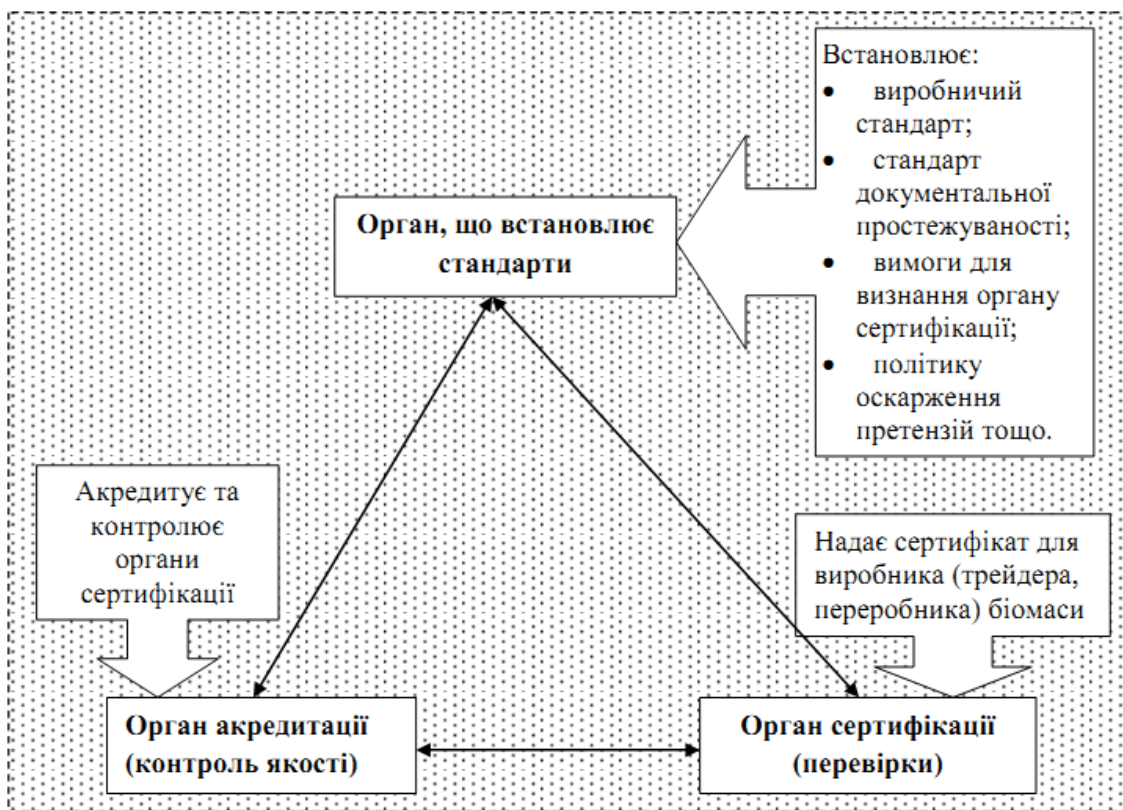 Встановлює:
• виробничий
стандарт;
• стандарт
документальної
простежуваності;
• вимоги для
визнання органу
сертифікації;
• політику
оскарження
претензій тощо.
Орган, що встановлює
стандарти
Акредитує та
контролює
органи
сертифікації
Надає сертифікат для
виробника (трейдера,
переробника) біомаси
Орган акредитації
(контроль якості)
Орган сертифікації
(перевірки)